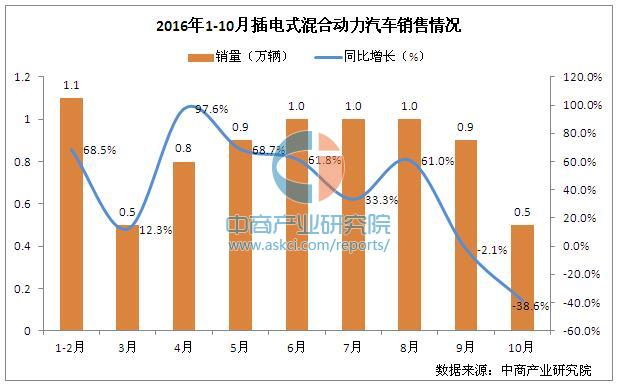 2016年1-10月插电式混合动力汽车销售情况
销量（万辆） 同比增长（%）
1.2 120.0%
1.1 100.0%
1 97.6% 1.0 1.0 1.0 80.0%
0.8 68.5% 0.8 0.9 68.7% 61.8% 61.0% 0.9 60.0%
40.0%
0.6 0.5 33.3% 0.5 20.0%
12.3%
中商产业研究院
0.4 www.askci.com/reports/ -2.1% 0.0%
-20.0%
0.2 -40.0%
-38.6%
0 -60.0%
1-2月 3月 4月 5月 6月 7月 8月 9月 10月
数据来源：中商产业研究院